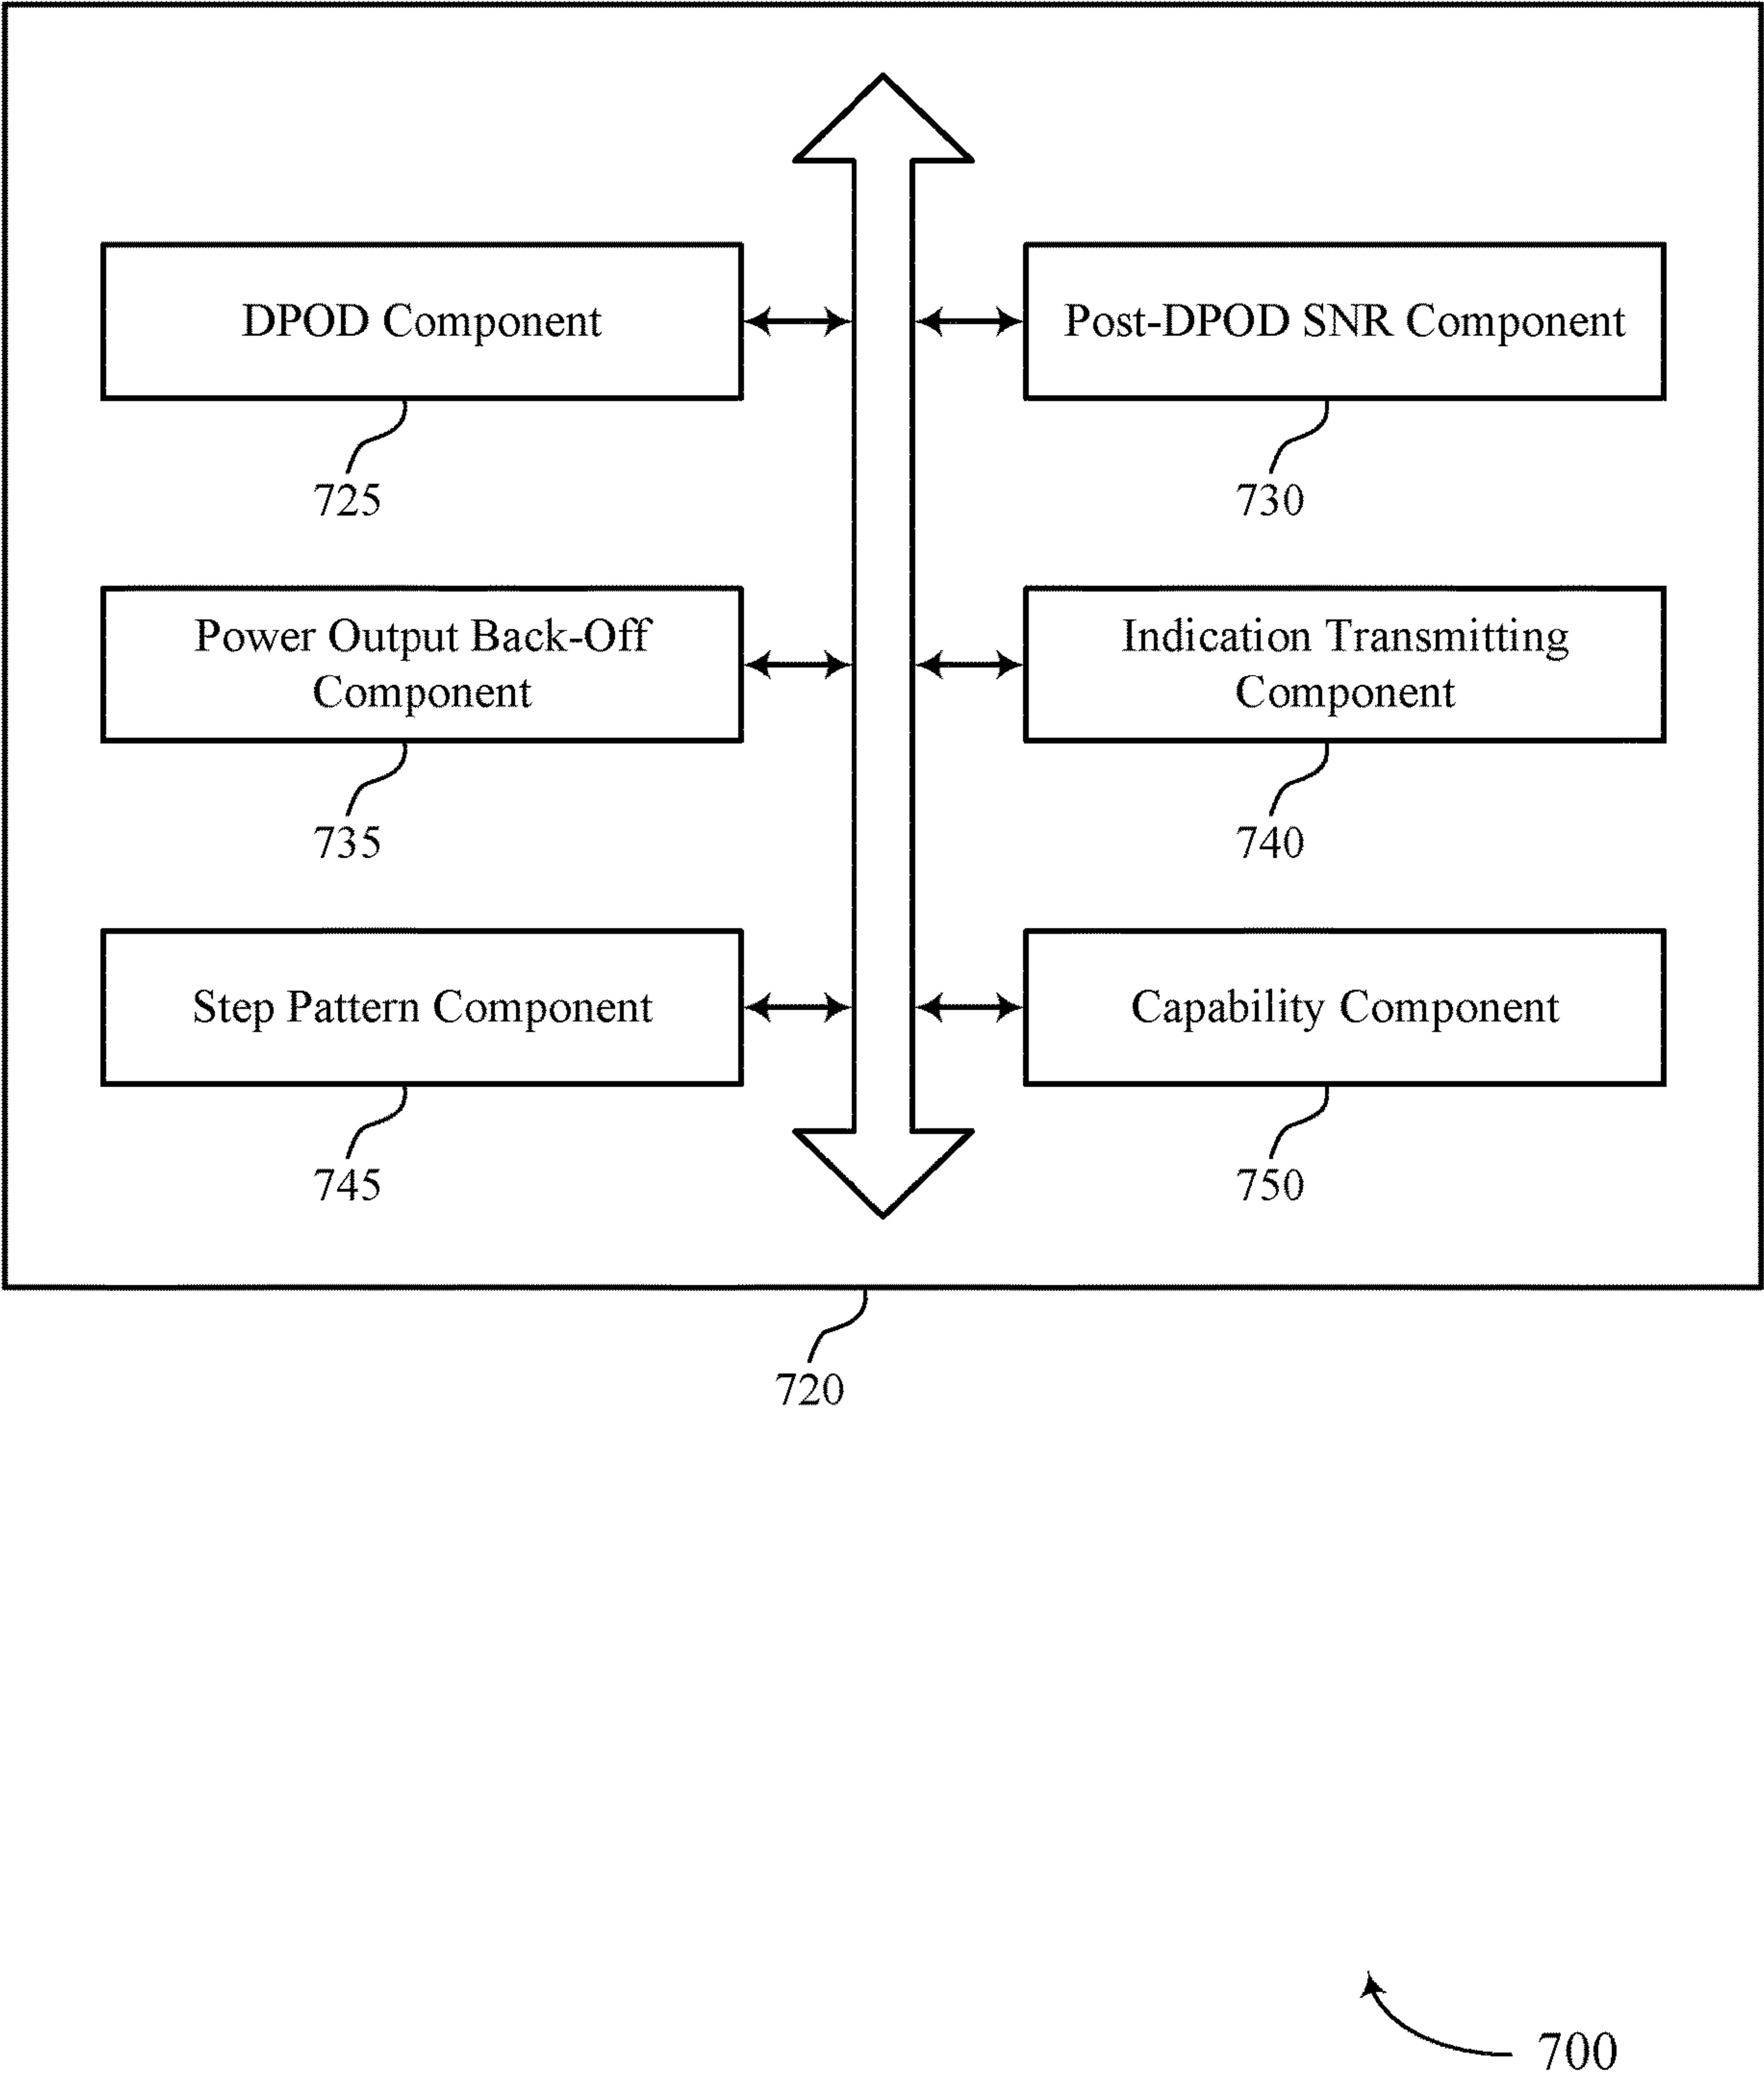 DPOD Component
Post-DPOD SNR Component
725
730
Power Output Back-Off
Component
Indication Transmitting
Component
735
740
Step Pattern Component
Capability Component
745
750
720
700